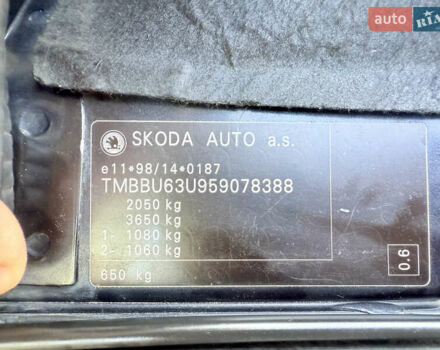 auto RIA
SKODA AUTO a.s.
e11*98/14*0187
TMBBU63U959078388
2050 kg
3650 kg
1- 1080 kg
2- 1060 kg
650 kg
0.6